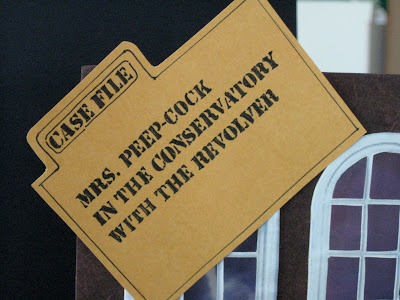 CASE FILE
MRS. PEEP-COCK
IN THE CONSERVATORY
WITH THE REVOLVER